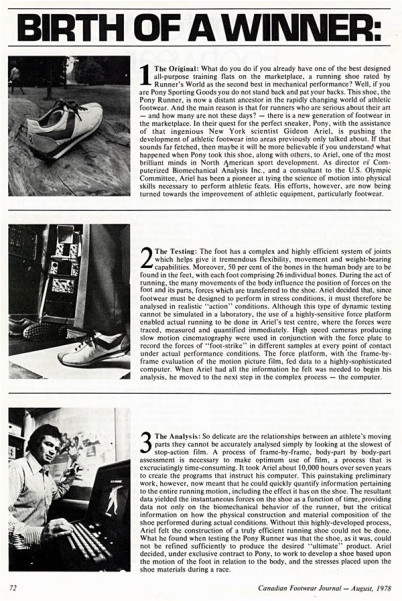 BIRTH OF A WINNER:
1 The Original: What do you do if you already have one of the best designed
all-purpose training flats on the marketplace, a running shoe rated by
Runner's World as the second best in mechanical performance? Well, if you
are Pony Sporting Goods you do not stand back and pat your backs. This shoe, the
Pony Runner, is now a distant ancestor in the rapidly changing world of athletic
footwear. And the main reason is that for runners who are serious about their art
— and how many are not these days? — there is a new generation of footwear in
the marketplace. In their quest for the perfect sneaker, Pony, with the assistance
of that ingenious New York scientist Gideon Ariel, is pushing the
development of athletic footwear into areas previously only talked about. If that
sounds far fetched, then maybe it will be more believable if you understand what
happened when Pony took this shoe, along with others, to Ariel, one of the most
brilliant minds in North American sport development. As director of Com-
puterized Biomechanical Analysis Inc., and a consultant to the U.S. Olympic
Committee, Ariel has been a pioneer at tying the science of motion into physical
skills necessary to perform athletic feats. His efforts, however, are now being
turned towards the improvement of athletic equipment, particularly footwear.
2 The Testing: The foot has a complex and highly efficient system of joints
which helps give it tremendous flexibility, movement and weight-bearing
capabilities. Moreover, 50 per cent of the bones in the human body are to be
found in the feet, with each foot comprising 26 individual bones. During the act of
running, the many movements of the body influence the position of forces on the
foot and its parts, forces which are transferred to the shoe. Ariel decided that, since
footwear must be designed to perform in stress conditions, it must therefore be
analysed in realistic "action" conditions. Although this type of dynamic testing
cannot be simulated in a laboratory, the use of a highly-sensitive force platform
enabled actual running to be done in Ariel's test centre, where the forces were
traced, measured and quantified immediately. High speed cameras producing
slow motion cinematography were used in conjunction with the force plate to
record the forces of "foot-strike" in different samples at every point of contact
under actual performance conditions. The force platform, with the frame-by-
frame evaluation of the motion picture film, fed data to a highly-sophisticated
computer. When Ariel had all the information he felt was needed to begin his
analysis, he moved to the next step in the complex process — the computer.
3 The Analysis: So delicate are the relationships between an athlete's moving
parts they cannot be accurately analysed simply by looking at the slowest of
stop-action film. A process of frame-by-frame, body-part by body-part
assessment is necessary to make optimum use of film, a process that is
excruciatingly time-consuming. It took Ariel about 10,000 hours over seven years
to create the programs that instruct his computer. This painstaking preliminary
work, however, now meant that he could quickly quantify information pertaining
to the entire running motion, including the effect it has on the shoe. The resultant
data yielded the instantaneous forces on the shoe as a function of time, providing
data not only on the biomechanical behavior of the runner, but the critical
information on how the physical construction and material composition of the
shoe performed during actual conditions. Without this highly-developed process,
Ariel felt the construction of a truly efficient running shoe could not be done.
What he found when testing the Pony Runner was that the shoe, as it was, could
not be refined sufficiently to produce the desired "ultimate" product. Ariel
decided, under exclusive contract to Pony, to work to develop a shoe based upon
the motion of the foot in relation to the body, and the stresses placed upon the
shoe materials during a race.
72
Canadian Footwear Journal — August, 1978